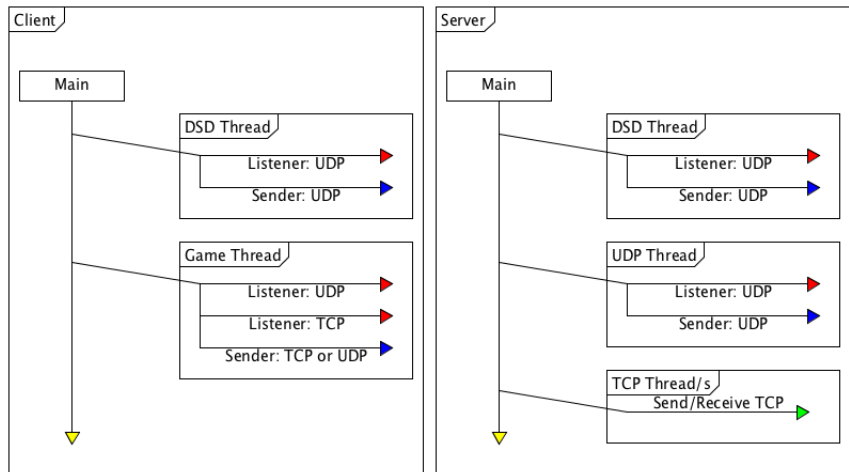 Client
Main
DSD Thread
Listener: UDP
Sender: UDP
Game Thread
Listener: UDP
Listener: TCP
Sender: TCP or UDP
Server
Main
DSD Thread
Listener: UDP
Sender: UDP
UDP Thread
Listener: UDP
Sender: UDP
TCP Thread/s
Send/Receive TCP